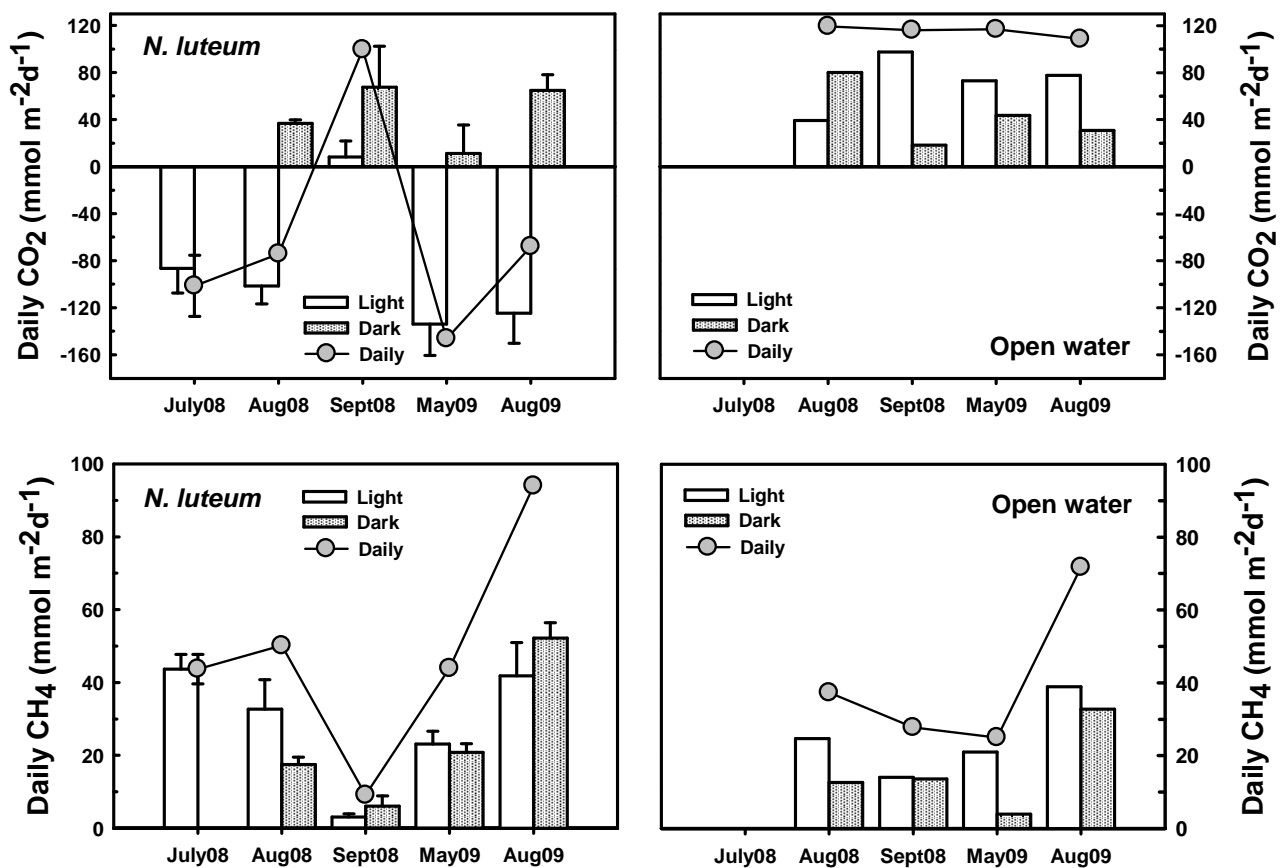 N. luteum
120
80
40
0
-40
-80
-120
-160
Daily CO2 (mmol m-2d-1)
Light
Dark
Daily
July08 Aug08 Sept08 May09 Aug09
120
80
40
0
-40
-80
-120
-160
Daily CO2 (mmol m-2d-1)
Light
Dark
Daily
Open water
July08 Aug08 Sept08 May09 Aug09
N. luteum
100
80
60
40
20
0
Daily CH4 (mmol m-2d-1)
Light
Dark
Daily
July08 Aug08 Sept08 May09 Aug09
Open water
100
80
60
40
20
0
Daily CH4 (mmol m-2d-1)
Light
Dark
Daily
July08 Aug08 Sept08 May09 Aug09